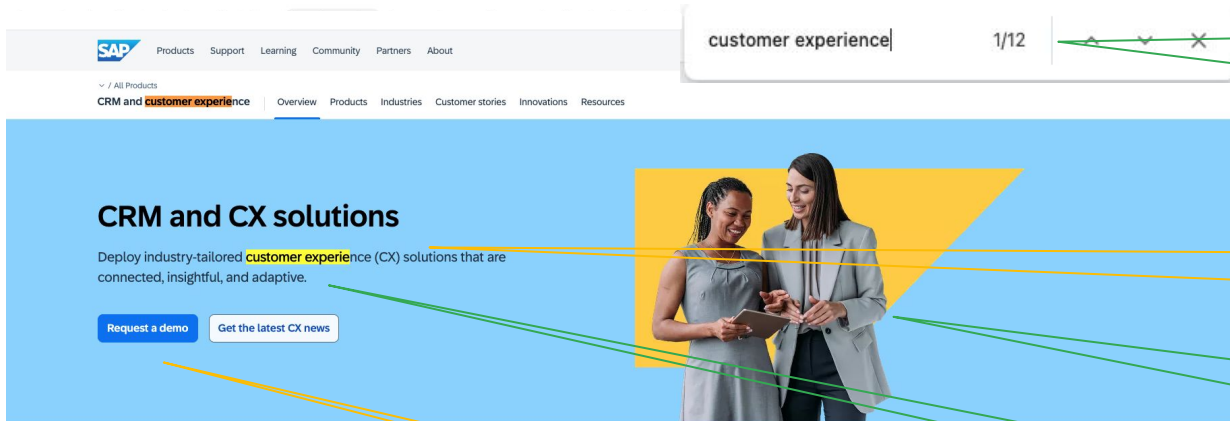 SAP Products Support Learning Community Partners About
customer experience 1/12
/ All Products
CRM and customer experience Overview Products Industries Customer stories Innovations Resources
CRM and CX solutions
Deploy industry-tailored customer experience (CX) solutions that are
connected, insightful, and adaptive.
Request a demo Get the latest CX news